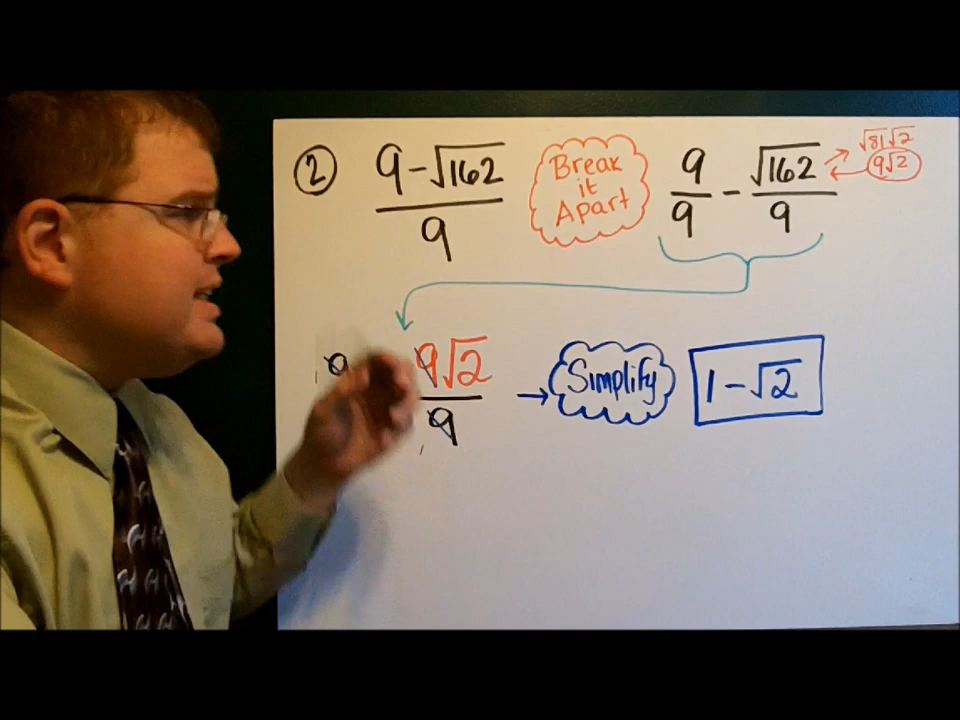 ② 9-√162 / 9
Break it Apart
9/9 - √162/9
√81√2
9√2
9
9√2 / 9
→ Simplify
1-√2